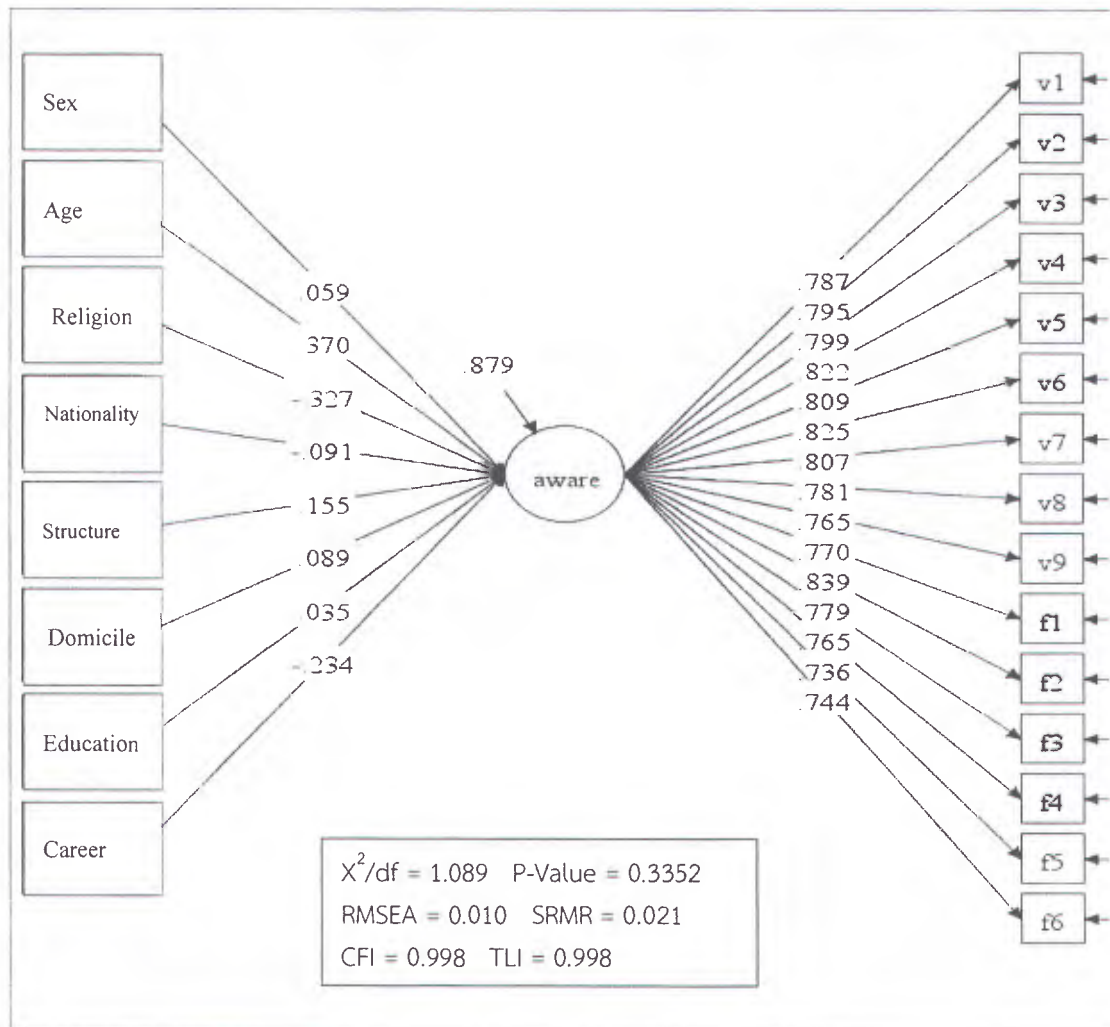 Sex
Age
Religion
Nationality
Structure
Domicile
Education
Career
.059
.370
-.327
-.091
.155
.089
.035
-.234
.879
aware
.787
.795
.799
.822
.809
.825
.807
.781
.765
.770
.839
.779
.765
.736
.744
v1
v2
v3
v4
v5
v6
v7
v8
v9
f1
f2
f3
f4
f5
f6
X²/df = 1.089 P-Value = 0.3352
RMSEA = 0.010 SRMR = 0.021
CFI = 0.998 TLI = 0.998